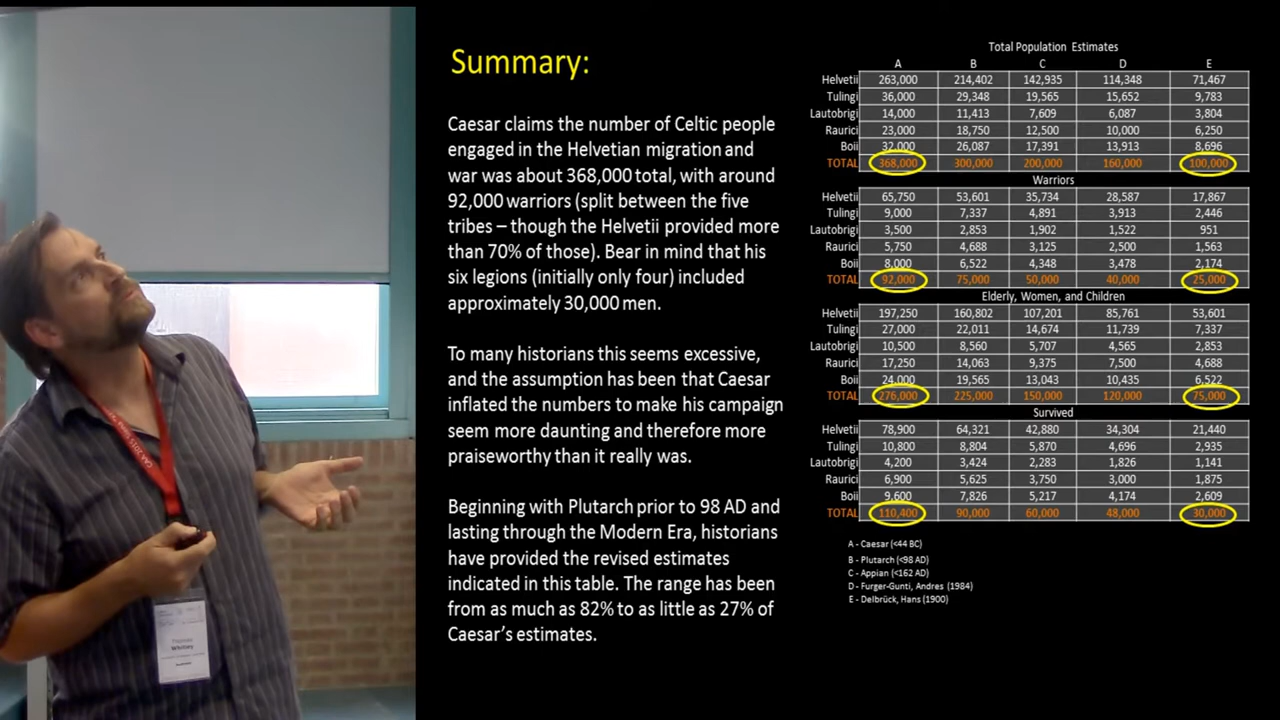 Summary:
Caesar claims the number of Celtic people
engaged in the Helvetian migration and
war was about 368,000 total, with around
92,000 warriors (split between the five
tribes – though the Helvetii provided more
than 70% of those). Bear in mind that his
six legions (initially only four) included
approximately 30,000 men.
To many historians this seems excessive,
and the assumption has been that Caesar
inflated the numbers to make his campaign
seem more daunting and therefore more
praiseworthy than it really was.
Beginning with Plutarch prior to 98 AD and
lasting through the Modern Era, historians
have provided the revised estimates
indicated in this table. The range has been
from as much as 82% to as little as 27% of
Caesar's estimates.
Total Population Estimates
A B C D E
Helvetii 263,000 214,402 142,935 114,348 71,467
Tulingi 36,000 29,348 19,565 15,652 9,783
Lautobrigi 14,000 11,413 7,609 6,087 3,804
Raurici 23,000 18,750 12,500 10,000 6,250
Boii 32,000 26,087 17,391 13,913 8,696
TOTAL 368,000 300,000 200,000 160,000 100,000
Warriors
Helvetii 65,750 53,601 35,734 28,587 17,867
Tulingi 9,000 7,337 4,891 3,913 2,446
Lautobrigi 3,500 2,853 1,902 1,522 951
Raurici 5,750 4,688 3,125 2,500 1,563
Boii 8,000 6,522 4,348 3,478 2,174
TOTAL 92,000 75,000 50,000 40,000 25,000
Elderly, Women, and Children
Helvetii 197,250 160,802 107,201 85,761 53,601
Tulingi 27,000 22,011 14,674 11,739 7,337
Lautobrigi 10,500 8,560 5,707 4,565 2,853
Raurici 17,250 14,063 9,375 7,500 4,688
Boii 24,000 19,565 13,043 10,435 6,522
TOTAL 276,000 225,000 150,000 120,000 75,000
Survived
Helvetii 78,900 64,321 42,880 34,304 21,440
Tulingi 10,800 8,804 5,870 4,696 2,935
Lautobrigi 4,200 3,424 2,283 1,826 1,141
Raurici 6,900 5,625 3,750 3,000 1,875
Boii 9,600 7,826 5,217 4,174 2,609
TOTAL 110,400 90,000 60,000 48,000 30,000
A - Caesar (<44 BC)
B - Plutarch (<98 AD)
C - Appian (<162 AD)
D - Furger-Gunti, Andres (1984)
E - Delbrück, Hans (1900)
CAA 2015
Whitley